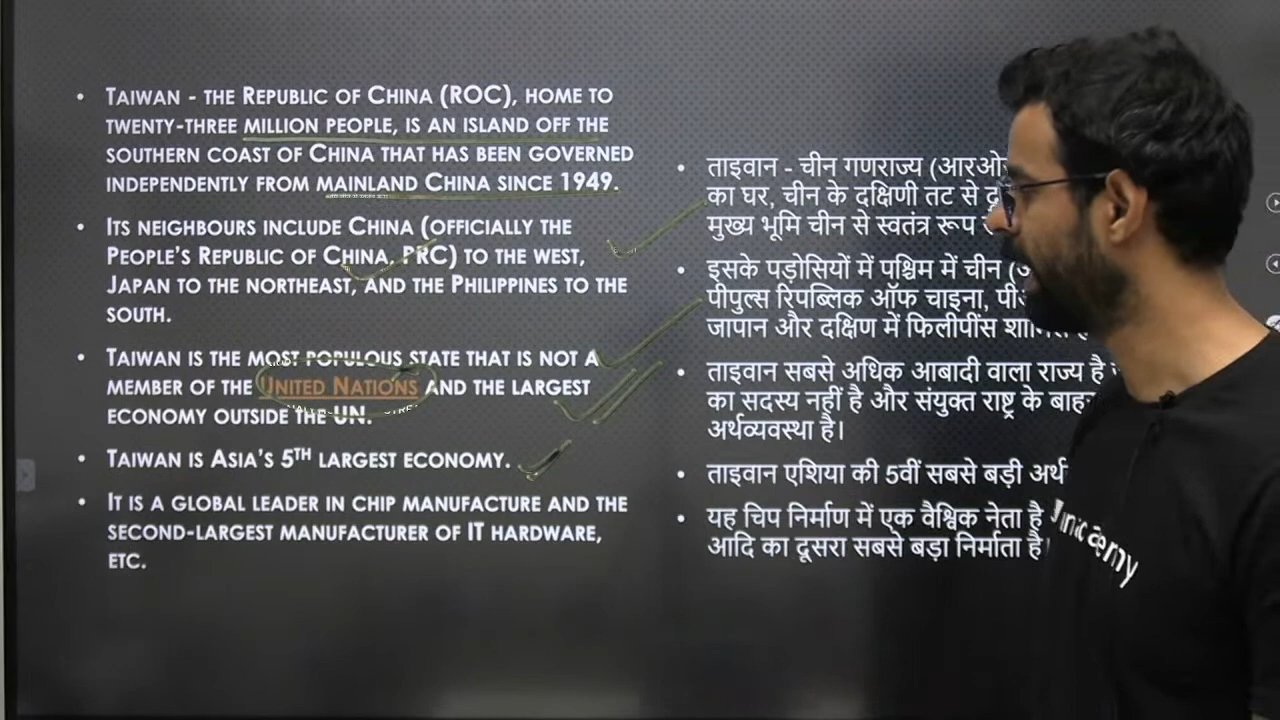 • TAIWAN - THE REPUBLIC OF CHINA (ROC), HOME TO
TWENTY-THREE MILLION PEOPLE, IS AN ISLAND OFF THE
SOUTHERN COAST OF CHINA THAT HAS BEEN GOVERNED
INDEPENDENTLY FROM MAINLAND CHINA SINCE 1949.
• ITS NEIGHBOURS INCLUDE CHINA (OFFICIALLY THE
PEOPLE'S REPUBLIC OF CHINA, PRC) TO THE WEST,
JAPAN TO THE NORTHEAST, AND THE PHILIPPINES TO THE
SOUTH.
• TAIWAN IS THE MOST POPULOUS STATE THAT IS NOT A
MEMBER OF THE UNITED NATIONS AND THE LARGEST
ECONOMY OUTSIDE THE UN.
• TAIWAN IS ASIA'S 5TH LARGEST ECONOMY.
• IT IS A GLOBAL LEADER IN CHIP MANUFACTURE AND THE
SECOND-LARGEST MANUFACTURER OF IT HARDWARE,
ETC.
• ताइवान - चीन गणराज्य
का घर, चीन के दक्षिणी तट से
मुख्य भूमि चीन से स्वतंत्र रूप
• इसके पड़ोसियों में पश्चिम में चीन
पीपुल्स रिपब्लिक ऑफ चाइना,
जापान और दक्षिण में फिलीपींस
• ताइवान सबसे अधिक आबादी वाला राज्य है
का सदस्य नहीं है और संयुक्त राष्ट्र के
अर्थव्यवस्था है।
• ताइवान एशिया की 5वीं सबसे बड़ी
• यह चिप निर्माण में एक वैश्विक नेता है
आदि का दूसरा सबसे बड़ा निर्माता है